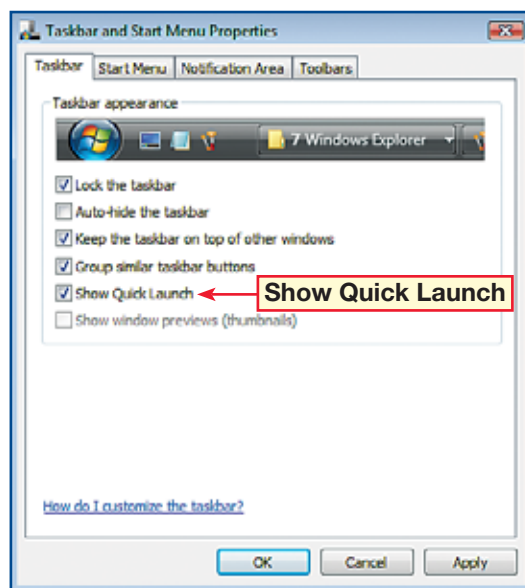 Taskbar and Start Menu Properties
Taskbar Start Menu Notification Area Toolbars
Taskbar appearance
7 Windows Explorer
Lock the taskbar
Auto-hide the taskbar
Keep the taskbar on top of other windows
Group similar taskbar buttons
Show Quick Launch Show Quick Launch
Show window previews (thumbnails)
How do I customize the taskbar?
OK Cancel Apply